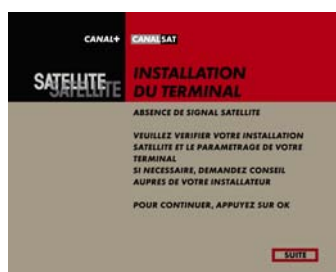 CANAL+ CANALSAT
SATELLITE
SATELLITE
INSTALLATION
DU TERMINAL
ABSENCE DE SIGNAL SATELLITE
VEUILLEZ VERIFIER VOTRE INSTALLATION
SATELLITE ET LE PARAMETRAGE DE VOTRE
TERMINAL
SI NECESSAIRE, DEMANDEZ CONSEIL
AUPRES DE VOTRE INSTALLATEUR
POUR CONTINUER, APPUYEZ SUR OK
SUITE